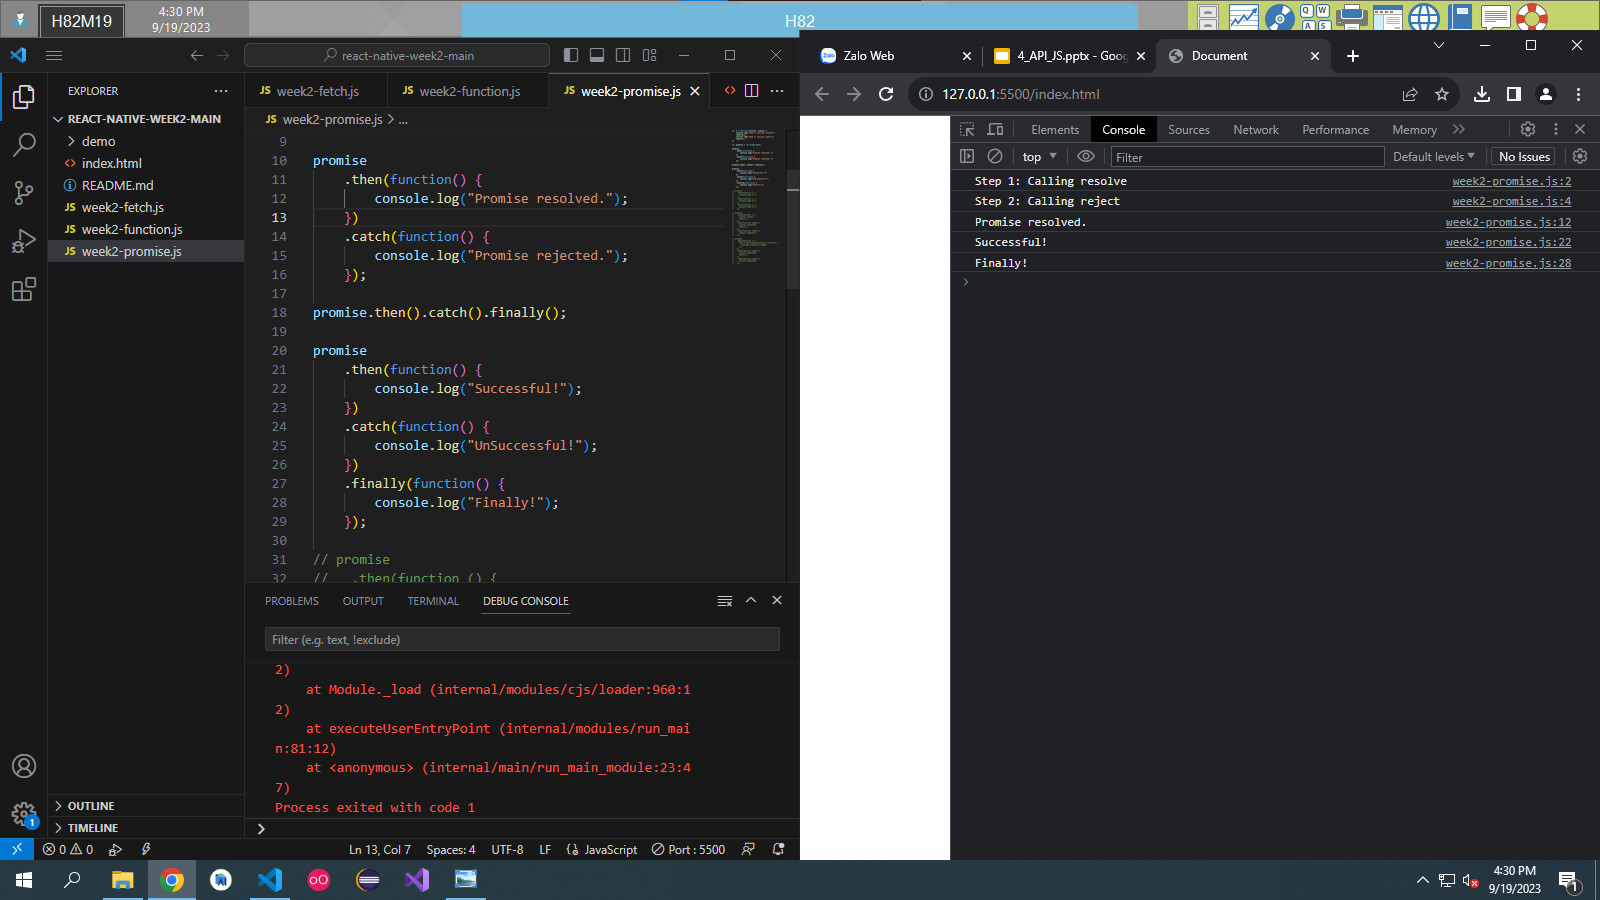 H82M19
4:30 PM
9/19/2023
H82
react-native-week2-main
EXPLORER
REACT-NATIVE-WEEK2-MAIN
demo
index.html
README.md
JS week2-fetch.js
JS week2-function.js
JS week2-promise.js
OUTLINE
TIMELINE
JS week2-fetch.js
JS week2-function.js
JS week2-promise.js
JS week2-promise.js > ...
9
10 promise
11 .then(function() {
12 console.log("Promise resolved.");
13 })
14 .catch(function() {
15 console.log("Promise rejected.");
16 });
17
18 promise.then().catch().finally();
19
20 promise
21 .then(function() {
22 console.log("Successful!");
23 })
24 .catch(function() {
25 console.log("UnSuccessful!");
26 })
27 .finally(function() {
28 console.log("Finally!");
29 });
30
31 // promise
32 // .then(function () {
PROBLEMS OUTPUT TERMINAL DEBUG CONSOLE
Filter (e.g. text, !exclude)
2)
at Module._load (internal/modules/cjs/loader:960:1
2)
at executeUserEntryPoint (internal/modules/run_mai
n:81:12)
at <anonymous> (internal/main/run_main_module:23:4
7)
Process exited with code 1
0 0 Ln 13, Col 7 Spaces: 4 UTF-8 LF JavaScript Port : 5500
1
Zalo Web
4_API_JS.pptx - Goog
Document
127.0.0.1:5500/index.html
Elements Console Sources Network Performance Memory
top Filter Default levels No Issues
Step 1: Calling resolve week2-promise.js:2
Step 2: Calling reject week2-promise.js:4
Promise resolved. week2-promise.js:12
Successful! week2-promise.js:22
Finally! week2-promise.js:28
4:30 PM
9/19/2023
1